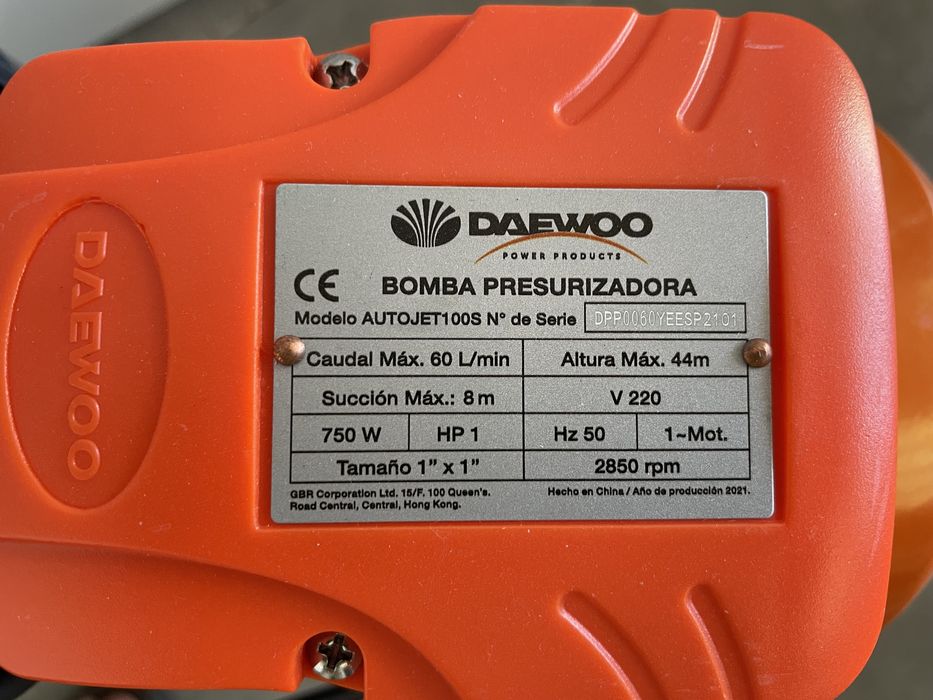 DAEWOO
DAEWOO
POWER PRODUCTS
CE
BOMBA PRESURIZADORA
Modelo AUTOJET100S N° de Serie DPP0060YEESP2101
Caudal Máx. 60 L/min Altura Máx. 44m
Succión Máx.: 8 m V 220
750 W HP 1 Hz 50 1~Mot.
Tamaño 1” x 1” 2850 rpm
GBR Corporation Ltd. 15/F. 100 Queen's. Hecho en China / Año de producción 2021.
Road Central, Central, Hong Kong.